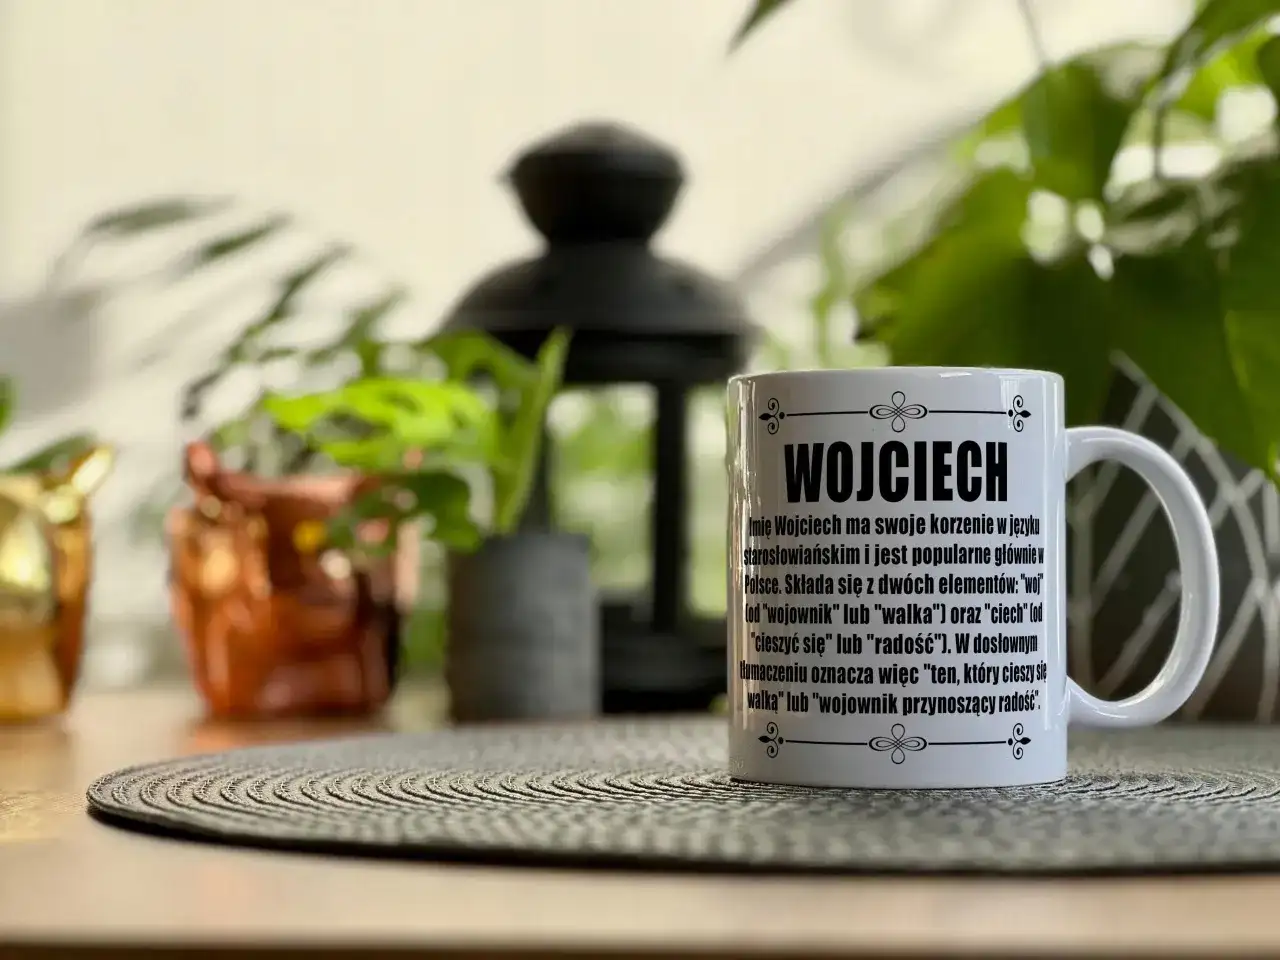 WOJCIECH
Imię Wojciech ma swoje korzenie w języku
starosłowiańskim i jest popularne głównie w
Polsce. Składa się z dwóch elementów: "woj"
(od "wojownik" lub "walka") oraz "ciech" (od
"cieszyć się" lub "radość"). W dosłownym
tłumaczeniu oznacza więc "ten, który cieszy się
walką" lub "wojownik przynoszący radość".